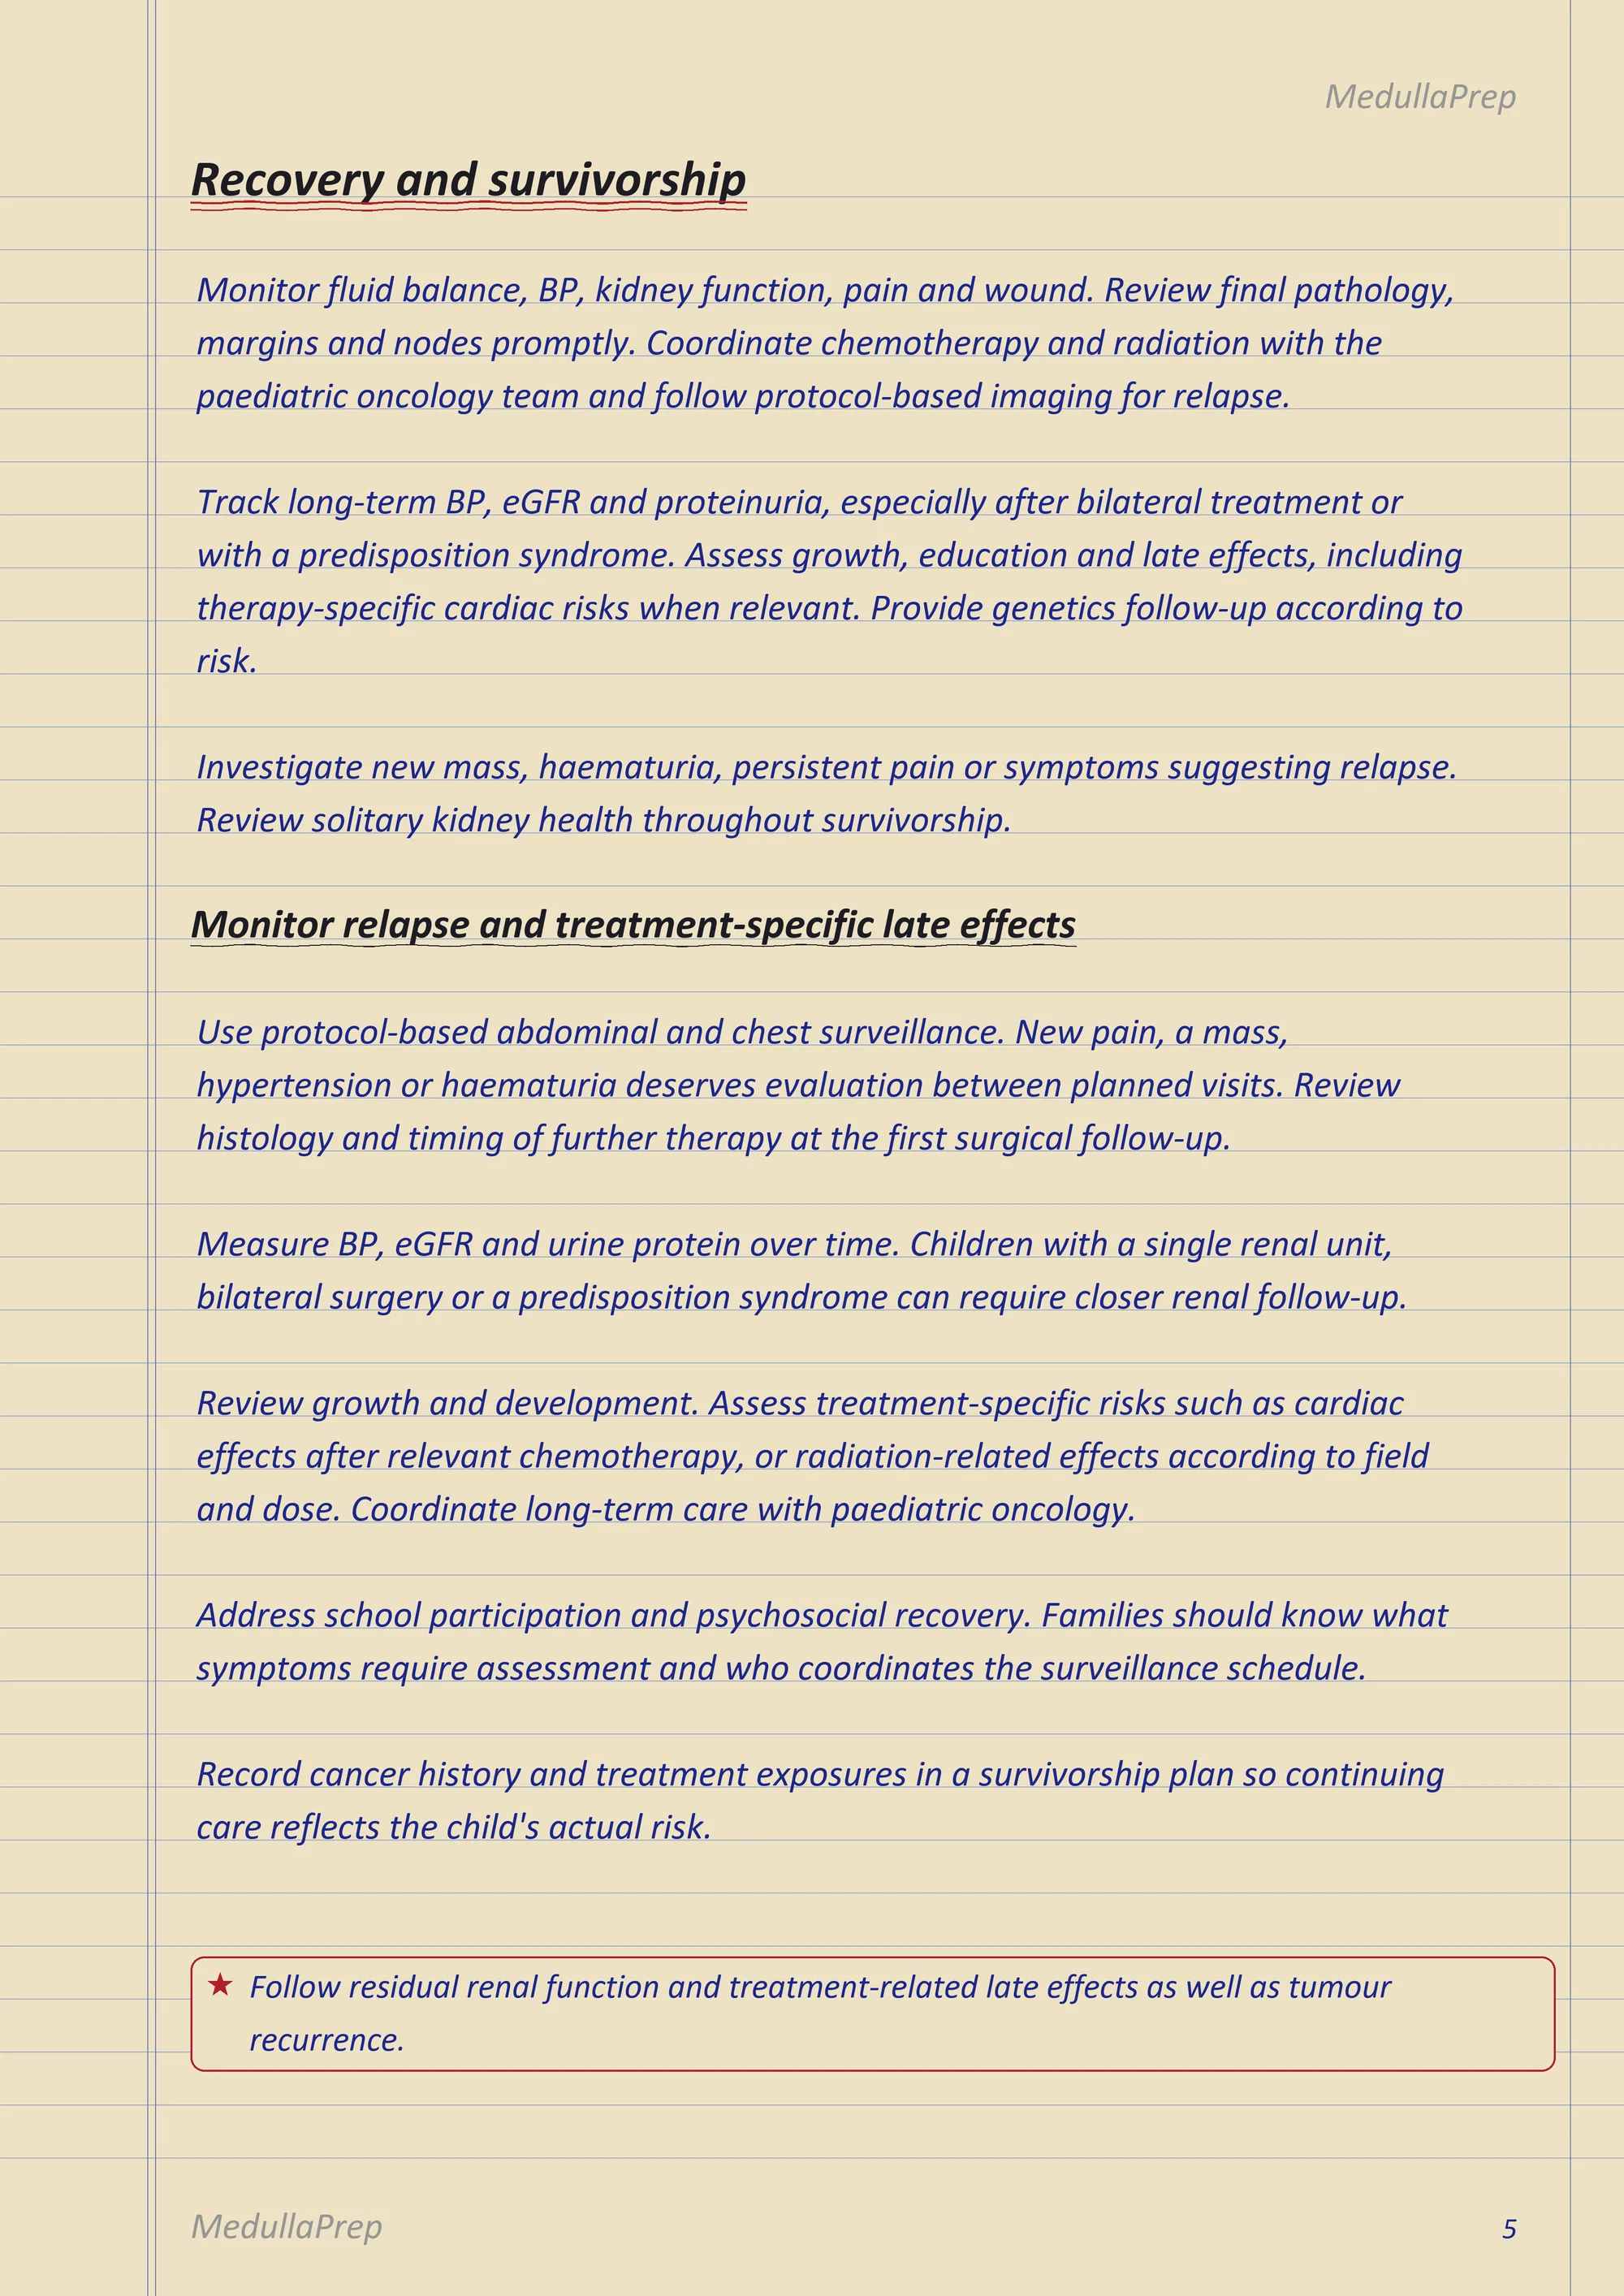 MedullaPrep
Recovery and survivorship
Monitor fluid balance, BP, kidney function, pain and wound. Review final pathology,
margins and nodes promptly. Coordinate chemotherapy and radiation with the
paediatric oncology team and follow protocol-based imaging for relapse.
Track long-term BP, eGFR and proteinuria, especially after bilateral treatment or
with a predisposition syndrome. Assess growth, education and late effects, including
therapy-specific cardiac risks when relevant. Provide genetics follow-up according to
risk.
Investigate new mass, haematuria, persistent pain or symptoms suggesting relapse.
Review solitary kidney health throughout survivorship.
Monitor relapse and treatment-specific late effects
Use protocol-based abdominal and chest surveillance. New pain, a mass,
hypertension or haematuria deserves evaluation between planned visits. Review
histology and timing of further therapy at the first surgical follow-up.
Measure BP, eGFR and urine protein over time. Children with a single renal unit,
bilateral surgery or a predisposition syndrome can require closer renal follow-up.
Review growth and development. Assess treatment-specific risks such as cardiac
effects after relevant chemotherapy, or radiation-related effects according to field
and dose. Coordinate long-term care with paediatric oncology.
Address school participation and psychosocial recovery. Families should know what
symptoms require assessment and who coordinates the surveillance schedule.
Record cancer history and treatment exposures in a survivorship plan so continuing
care reflects the child's actual risk.
★ Follow residual renal function and treatment-related late effects as well as tumour
recurrence.
MedullaPrep
5